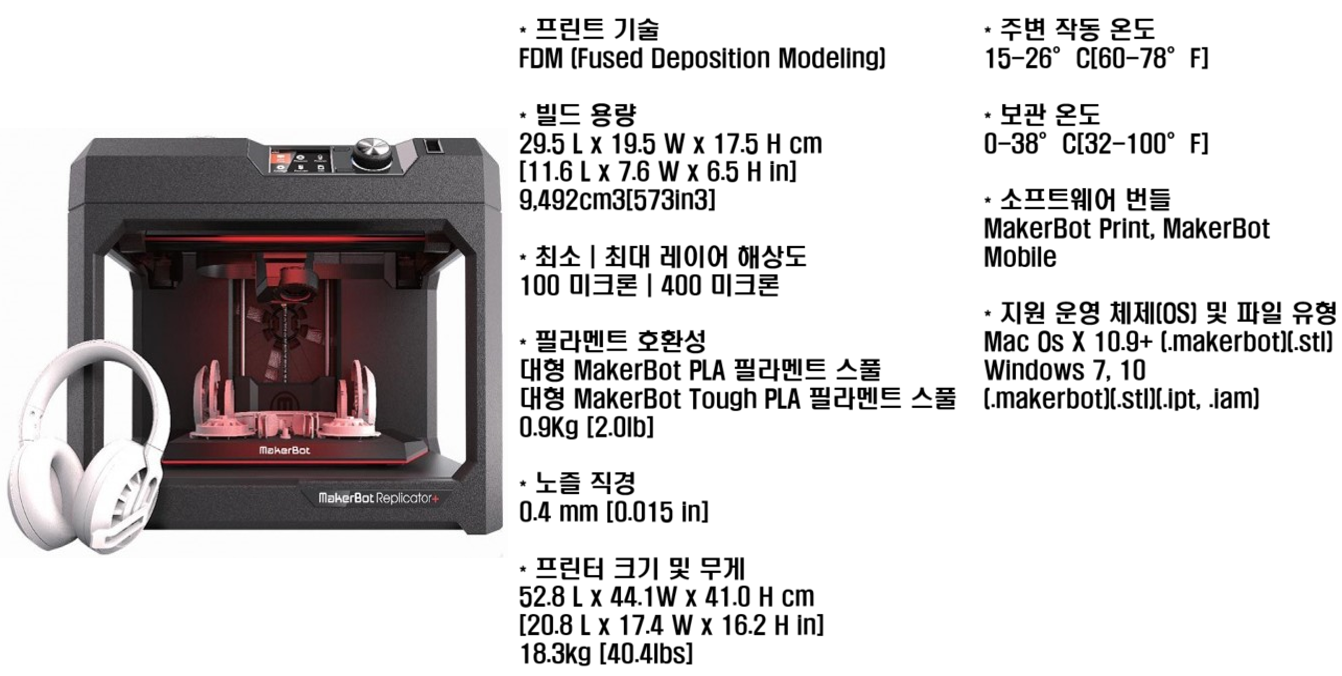 MakerBot
MakerBot Replicator+
* 프린트 기술
FDM (Fused Deposition Modeling)
* 빌드 용량
29.5 L x 19.5 W x 17.5 H cm
[11.6 L x 7.6 W x 6.5 H in]
9,492cm3[573in3]
* 최소 | 최대 레이어 해상도
100 미크론 | 400 미크론
* 필라멘트 호환성
대형 MakerBot PLA 필라멘트 스풀
대형 MakerBot Tough PLA 필라멘트 스풀
0.9Kg [2.0lb]
* 노즐 직경
0.4 mm [0.015 in]
* 프린터 크기 및 무게
52.8 L x 44.1W x 41.0 H cm
[20.8 L x 17.4 W x 16.2 H in]
18.3kg [40.4lbs]
* 주변 작동 온도
15-26° C[60-78° F]
* 보관 온도
0-38° C[32-100° F]
* 소프트웨어 번들
MakerBot Print, MakerBot
Mobile
* 지원 운영 체제(OS) 및 파일 유형
Mac Os X 10.9+ (.makerbot)(.stl)
Windows 7, 10
(.makerbot)(.stl)(.ipt, .iam)